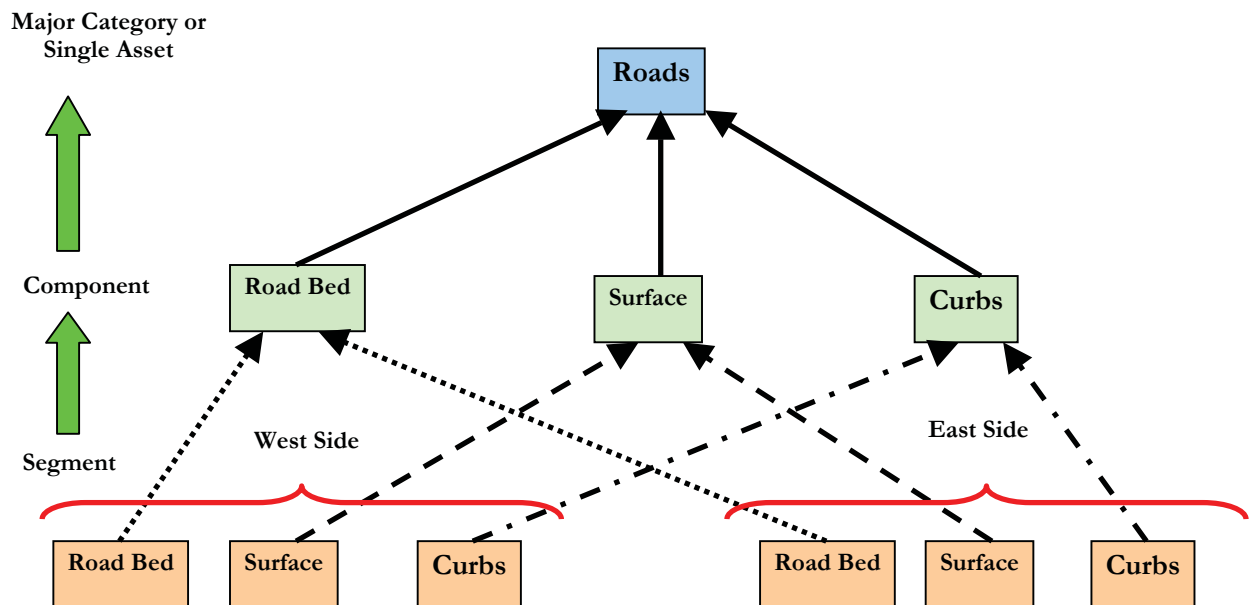 Major Category or
Single Asset
Roads
Component
Road Bed
Surface
Curbs
West Side
East Side
Segment
Road Bed
Surface
Curbs
Road Bed
Surface
Curbs